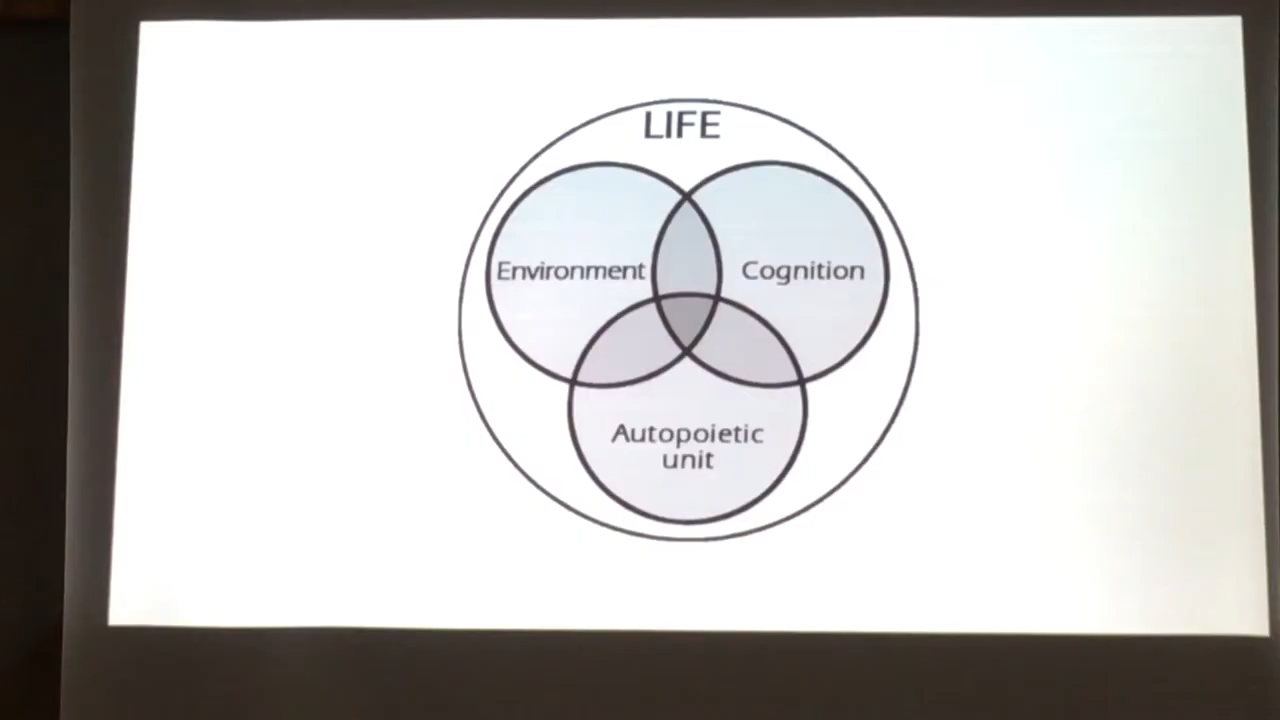 LIFE
Environment
Cognition
Autopoietic
unit